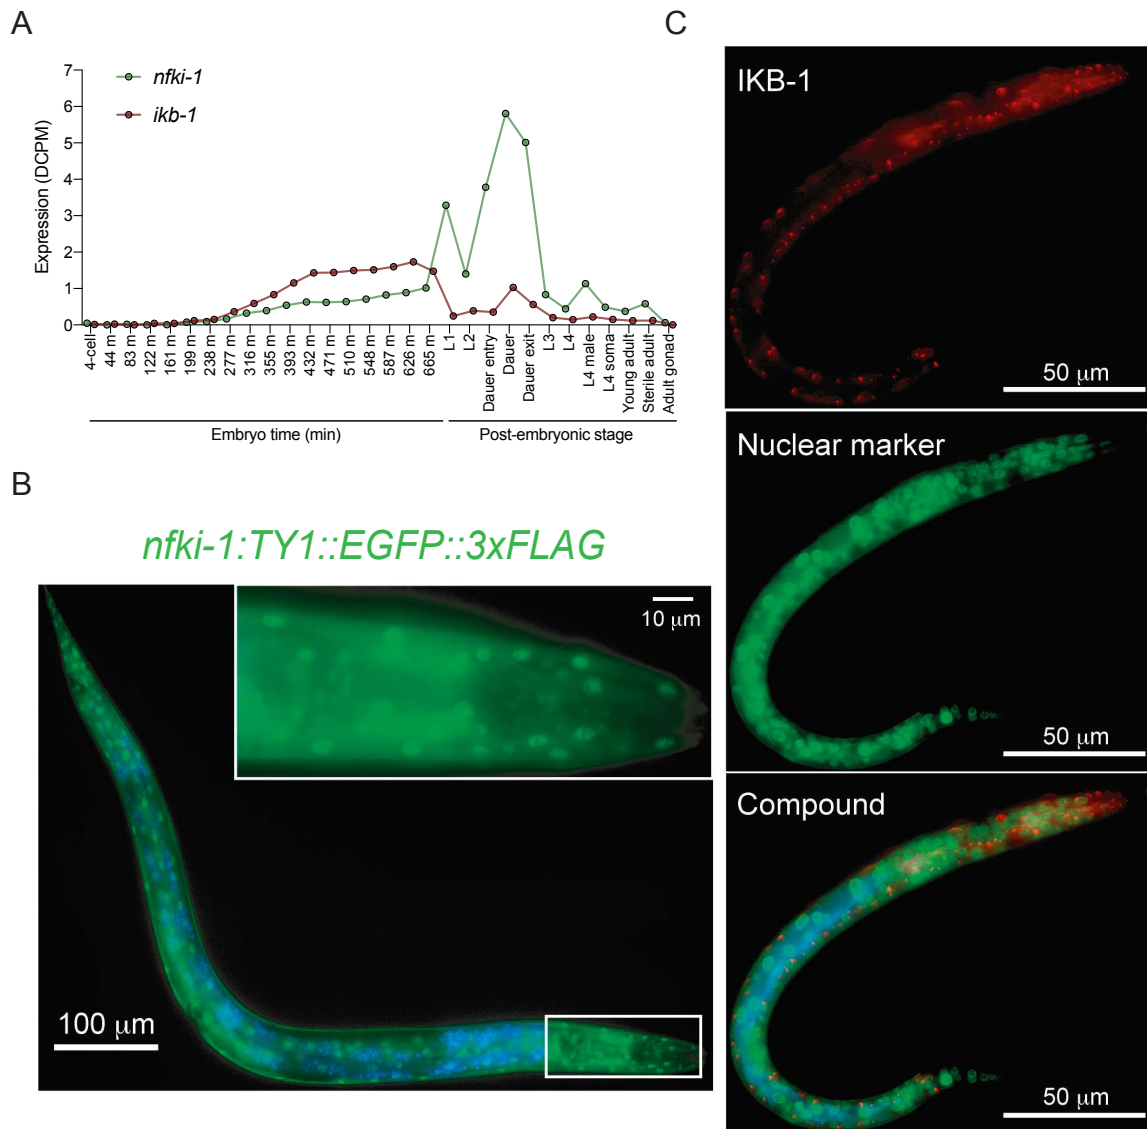 A
7
6
5
4
3
2
1
0
Expression (DCPM)
nfki-1
ikb-1
4-cell
44 m
83 m
122 m
161 m
199 m
238 m
277 m
316 m
355 m
393 m
432 m
471 m
510 m
548 m
587 m
626 m
665 m
L1
L2
Dauer entry
Dauer
Dauer exit
L3
L4
L4 male
L4 soma
Young adult
Sterile adult
Adult gonad
Embryo time (min)
Post-embryonic stage
B
nfki-1:TY1::EGFP::3xFLAG
10 µm
100 µm
C
IKB-1
50 µm
Nuclear marker
50 µm
Compound
50 µm